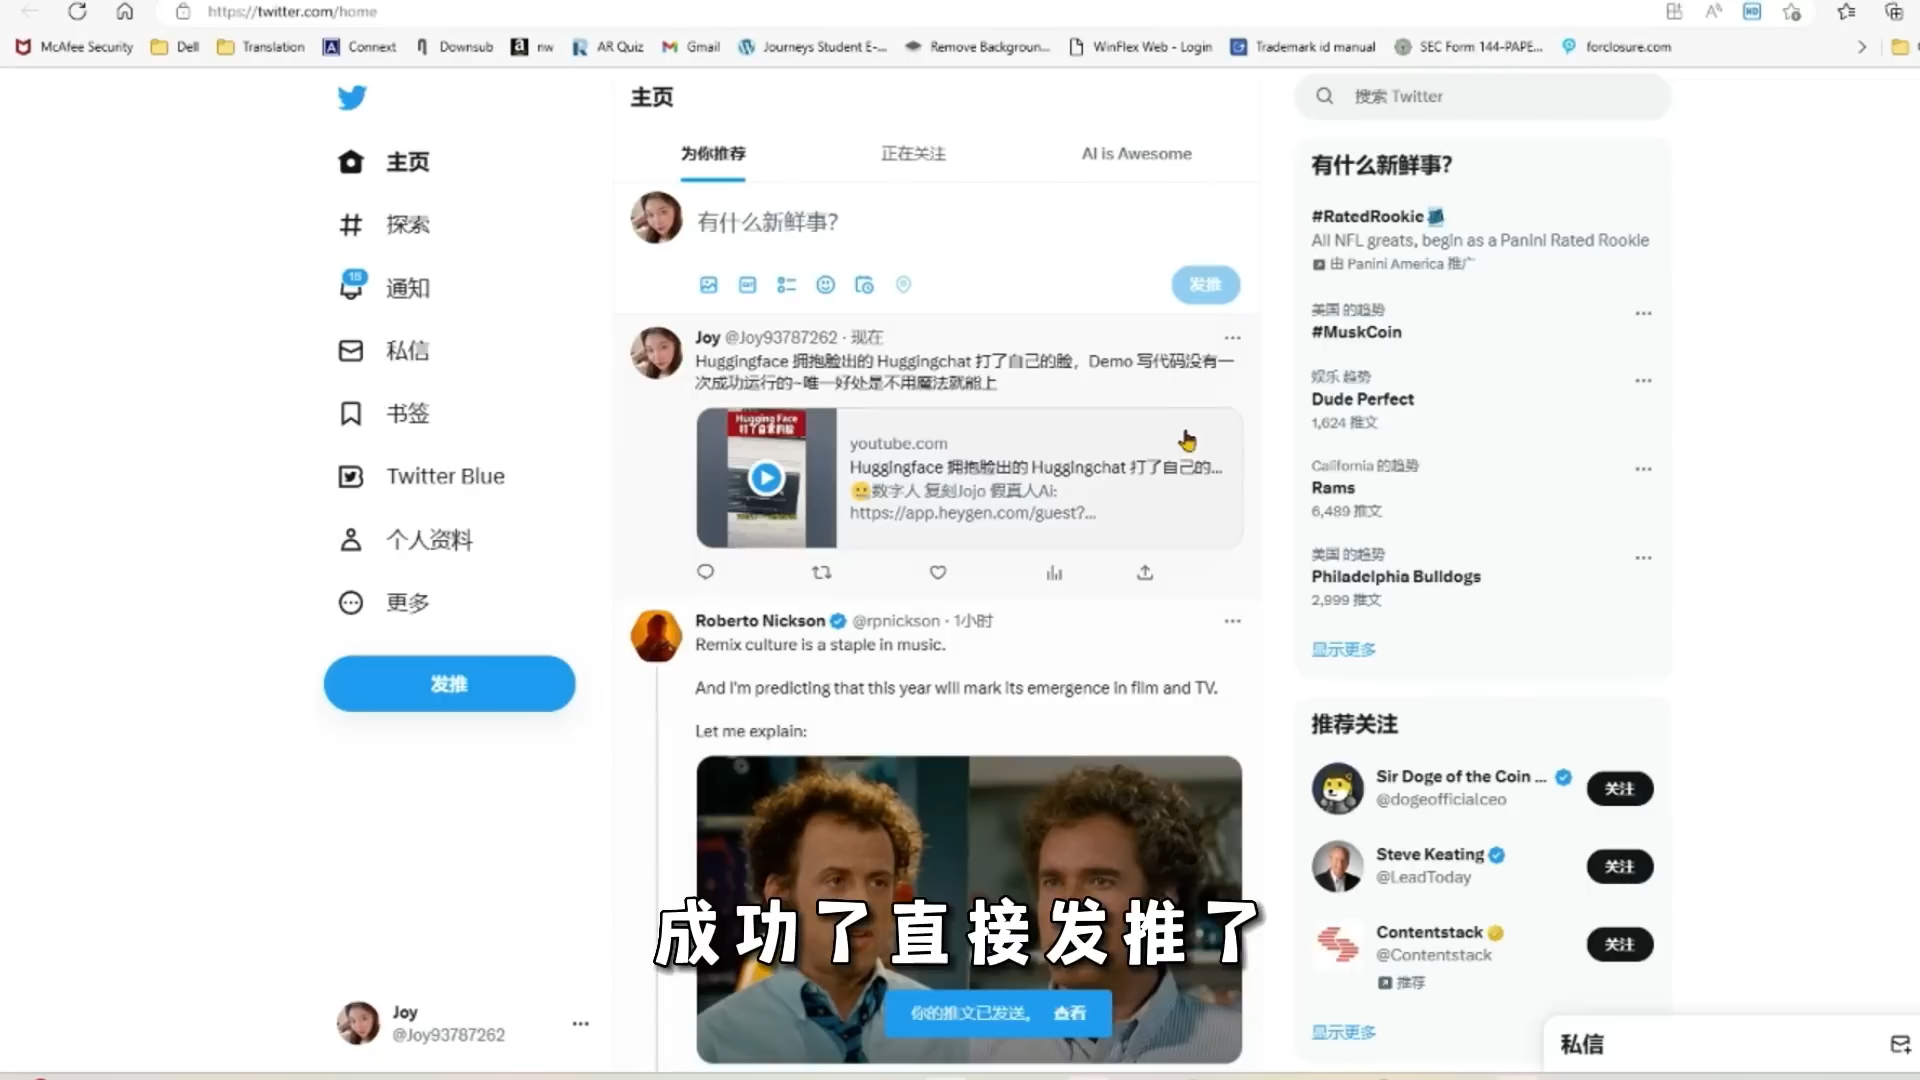 https://twitter.com/home
McAfee Security
Dell
Translation
Connext
Downsub
nw
AR Quiz
Gmail
Journeys Student E-...
Remove Backgroun...
WinFlex Web - Login
Trademark id manual
SEC Form 144-PAPE...
forclosure.com
主页
探索
15
通知
私信
书签
Twitter Blue
个人资料
更多
发推
Joy
@Joy93787262
主页
为你推荐
正在关注
AI is Awesome
有什么新鲜事?
发推
Joy @Joy93787262 · 现在
Huggingface 拥抱脸出的 Huggingchat 打了自己的脸，Demo 写代码没有一
次成功运行的~唯一好处是不用魔法就能上
Hugging Face
打了自家的脸
youtube.com
Huggingface 拥抱脸出的 Huggingchat 打了自己的...
😐数字人 复刻Jojo 假真人Ai:
https://app.heygen.com/guest?...
Roberto Nickson @rpnickson · 1小时
Remix culture is a staple in music.
And I'm predicting that this year will mark its emergence in film and TV.
Let me explain:
成功了直接发推了
你的推文已发送。 查看
搜索 Twitter
有什么新鲜事?
#RatedRookie
All NFL greats, begin as a Panini Rated Rookie
由 Panini America 推广
美国 的趋势
#MuskCoin
娱乐 趋势
Dude Perfect
1,624 推文
California 的趋势
Rams
6,489 推文
美国 的趋势
Philadelphia Bulldogs
2,999 推文
显示更多
推荐关注
Sir Doge of the Coin ...
@dogeofficialceo
关注
Steve Keating
@LeadToday
关注
Contentstack
@Contentstack
关注
推荐
显示更多
私信